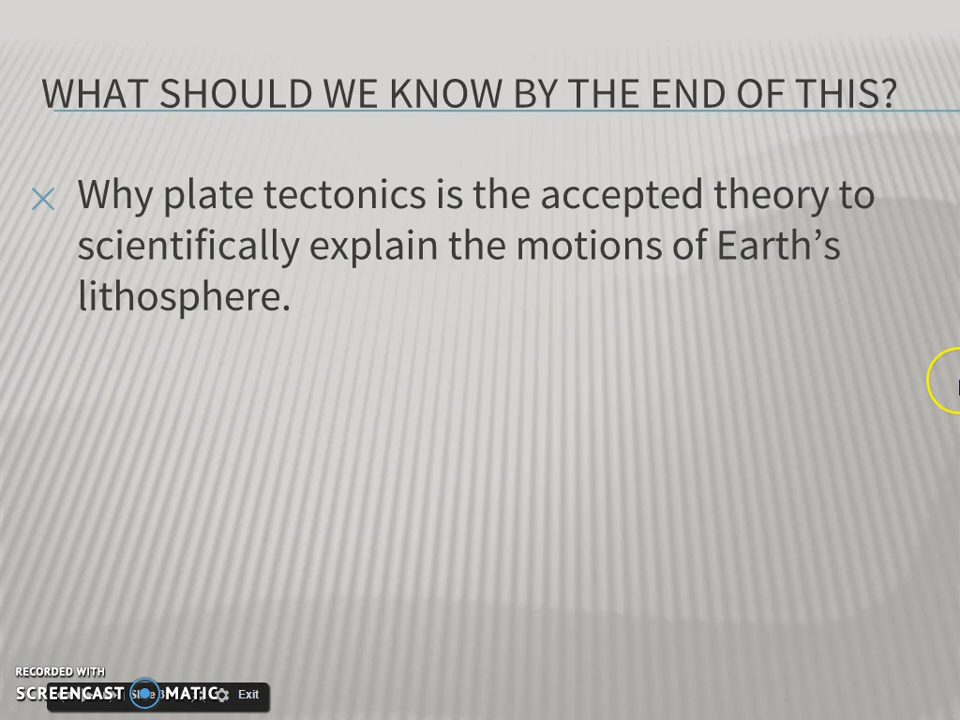 WHAT SHOULD WE KNOW BY THE END OF THIS?
Why plate tectonics is the accepted theory to
scientifically explain the motions of Earth’s
lithosphere.
RECORDED WITH
SCREENCAST MATIC
Exit